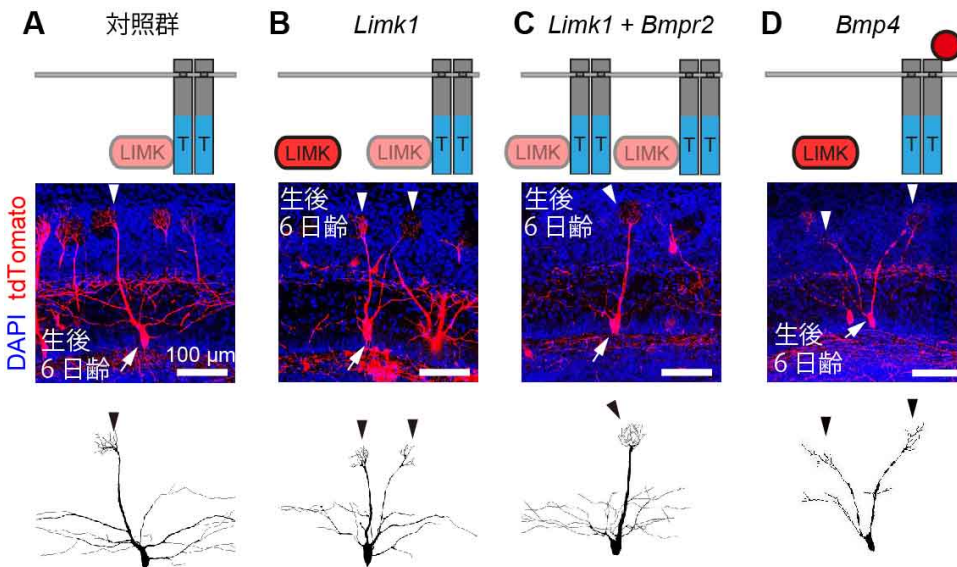 A 対照群
B Limk1
C Limk1 + Bmpr2
D Bmp4
LIMK T T
LIMK LIMK T T
LIMK T T LIMK T T
LIMK T T
DAPI tdTomato
生後
6 日齢
100 µm
生後
6 日齢
生後
6 日齢
生後
6 日齢